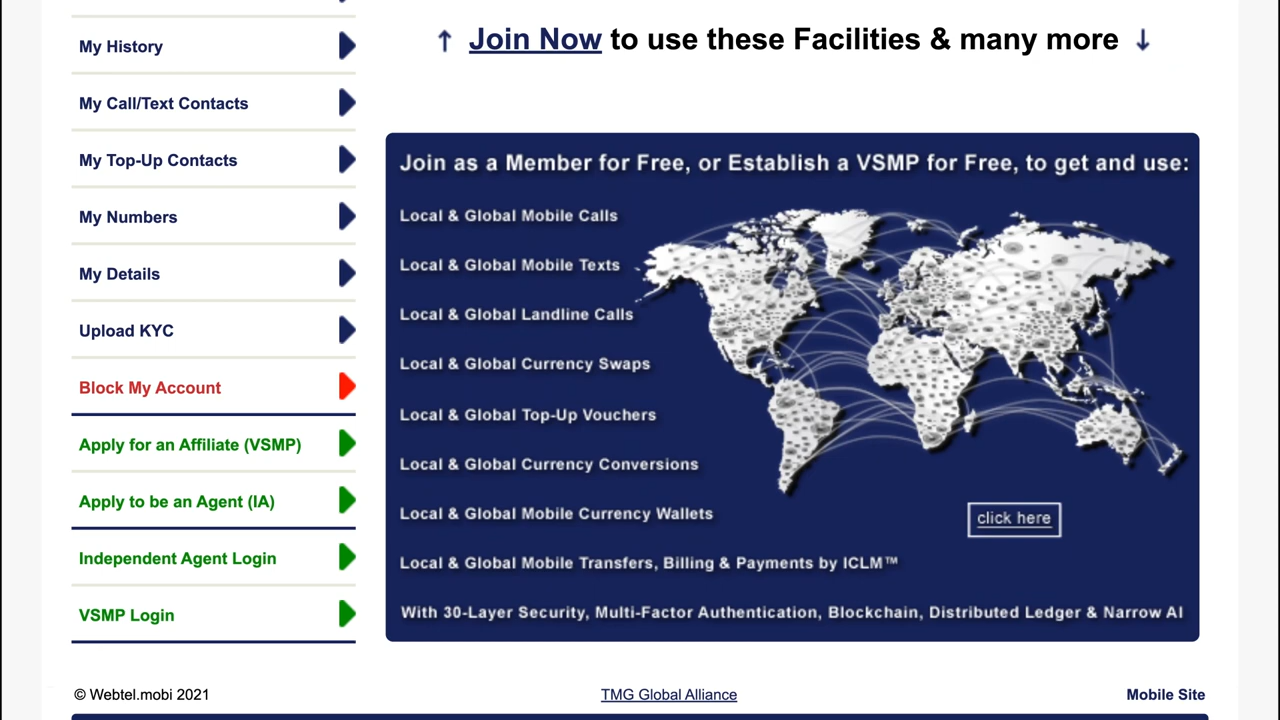 My History
My Call/Text Contacts
My Top-Up Contacts
My Numbers
My Details
Upload KYC
Block My Account
Apply for an Affiliate (VSMP)
Apply to be an Agent (IA)
Independent Agent Login
VSMP Login
↑ Join Now to use these Facilities & many more ↓
Join as a Member for Free, or Establish a VSMP for Free, to get and use:
Local & Global Mobile Calls
Local & Global Mobile Texts
Local & Global Landline Calls
Local & Global Currency Swaps
Local & Global Top-Up Vouchers
Local & Global Currency Conversions
Local & Global Mobile Currency Wallets
click here
Local & Global Mobile Transfers, Billing & Payments by ICLM™
With 30-Layer Security, Multi-Factor Authentication, Blockchain, Distributed Ledger & Narrow AI
© Webtel.mobi 2021
TMG Global Alliance
Mobile Site